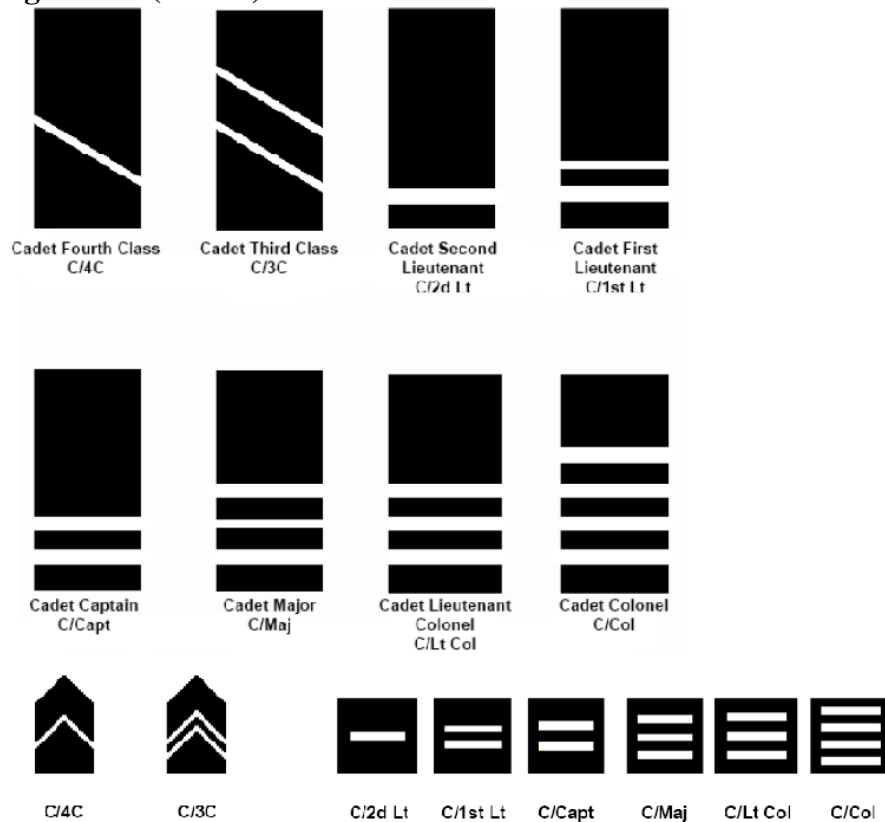 Cadet Fourth Class
C/4C
Cadet Third Class
C/3C
Cadet Second
Lieutenant
C/2d Lt
Cadet First
Lieutenant
C/1st Lt
Cadet Captain
C/Capt
Cadet Major
C/Maj
Cadet Lieutenant
Colonel
C/Lt Col
Cadet Colonel
C/Col
C/4C
C/3C
C/2d Lt
C/1st Lt
C/Capt
C/Maj
C/Lt Col
C/Col